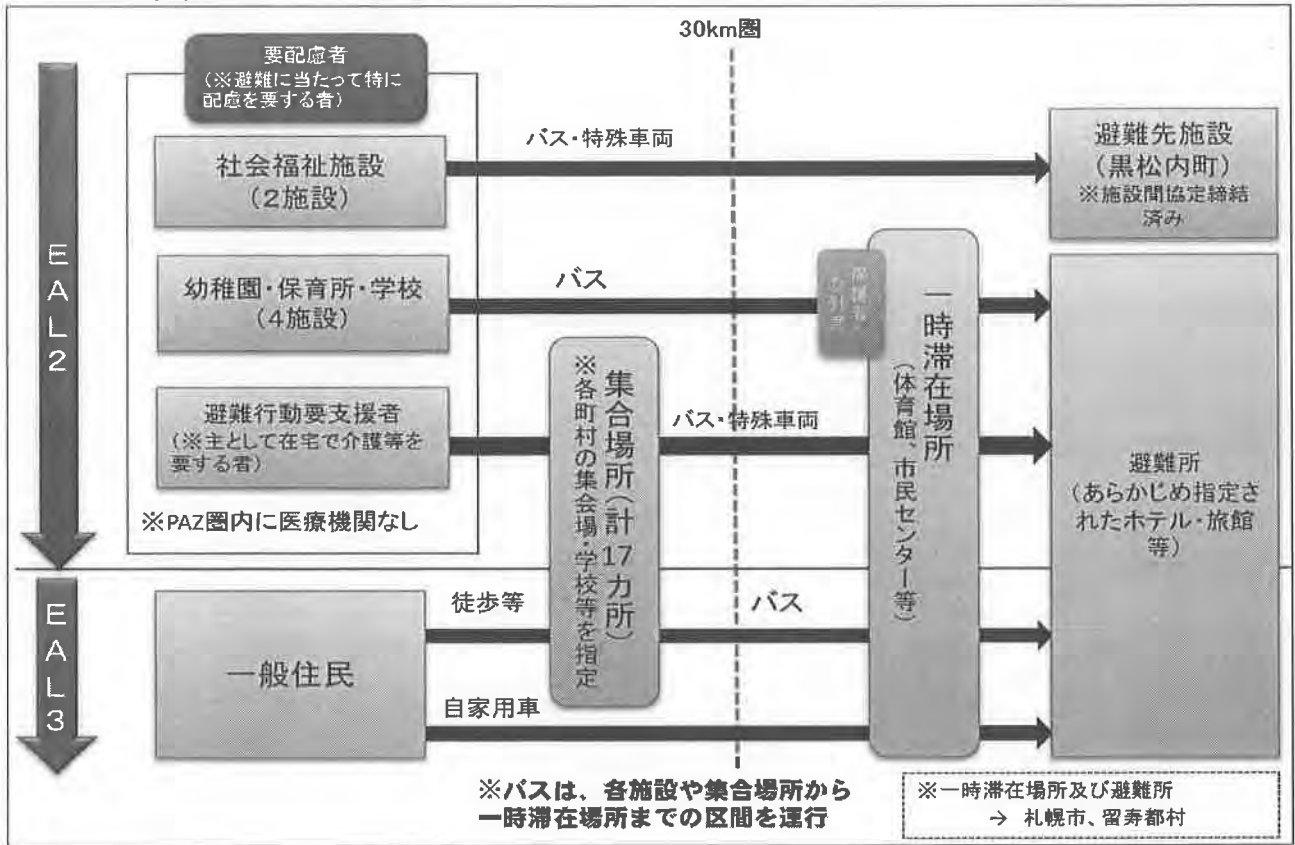 30km圏
要配慮者
(※避難に当たって特に
配慮を要する者)
EAL2
社会福祉施設
(2施設)
バス・特殊車両
避難先施設
(黒松内町)
※施設間協定締結
済み
幼稚園・保育所・学校
(4施設)
バス
一時滞在場所
(体育館、市民センター等)
避難行動要支援者
(※主として在宅で介護等を
要する者)
集合場所(計17カ所)
※各町村の集会場・学校等を指定
バス・特殊車両
避難所
(あらかじめ指定さ
れたホテル・旅館
等)
※PAZ圏内に医療機関なし
EAL3
一般住民
徒歩等
バス
自家用車
※バスは、各施設や集合場所から
一時滞在場所までの区間を運行
※一時滞在場所及び避難所
→ 札幌市、留寿都村